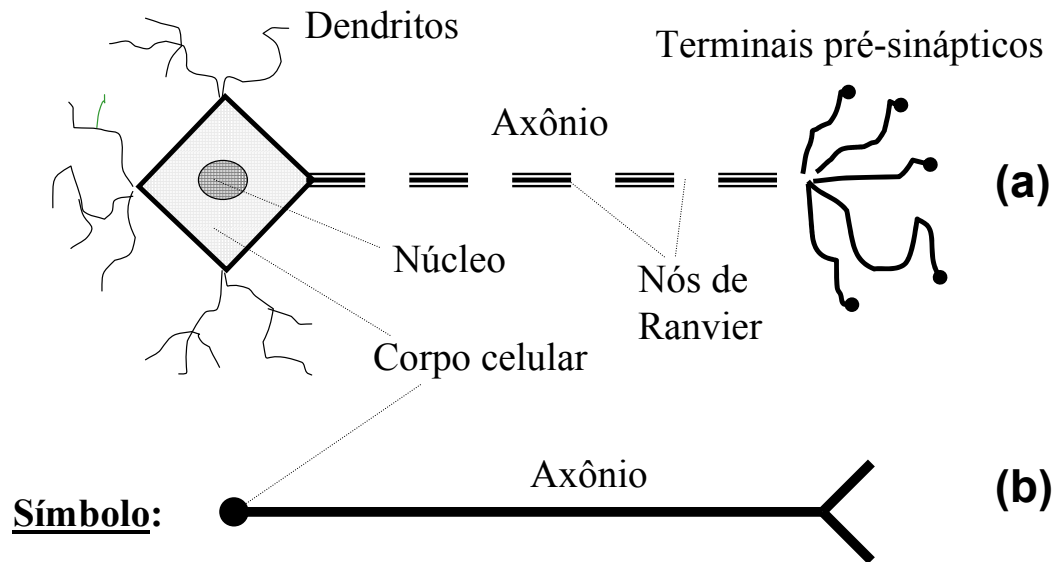 Dendritos
Terminais pré-sinápticos
Axônio
(a)
Núcleo
Nós de
Ranvier
Corpo celular
Axônio
(b)
Símbolo: